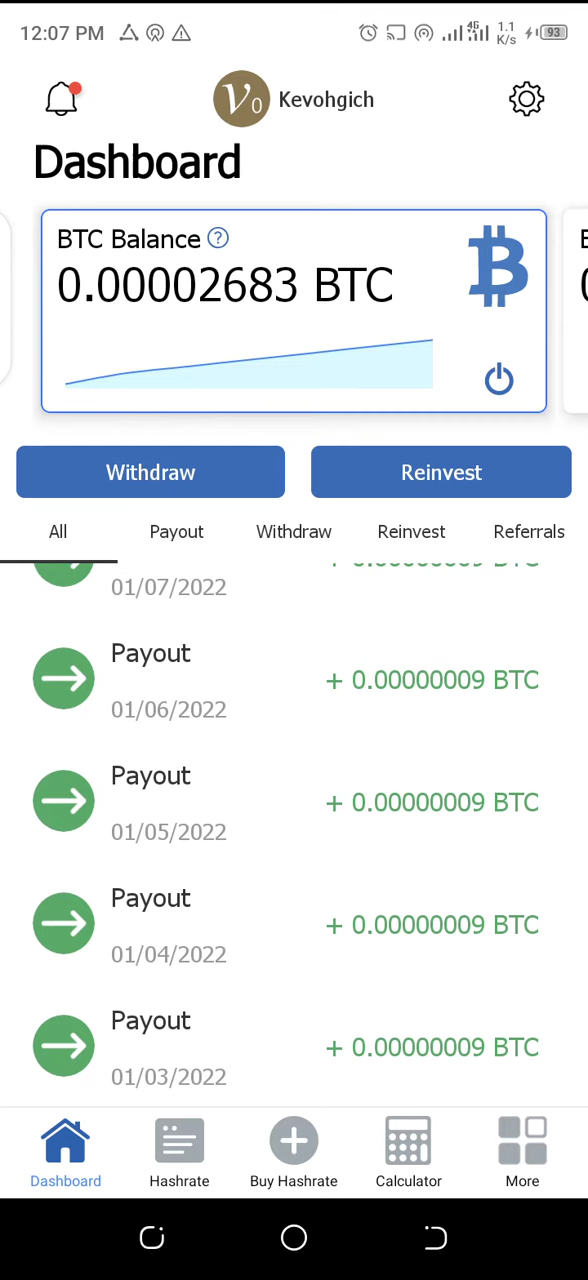 12:07 PM 4G 1.1 K/s 93
V0 Kevohgich
Dashboard
BTC Balance ?
0.00002683 BTC
Withdraw Reinvest
All Payout Withdraw Reinvest Referrals
01/07/2022
Payout
+ 0.00000009 BTC
01/06/2022
Payout
+ 0.00000009 BTC
01/05/2022
Payout
+ 0.00000009 BTC
01/04/2022
Payout
+ 0.00000009 BTC
01/03/2022
Dashboard Hashrate Buy Hashrate Calculator More